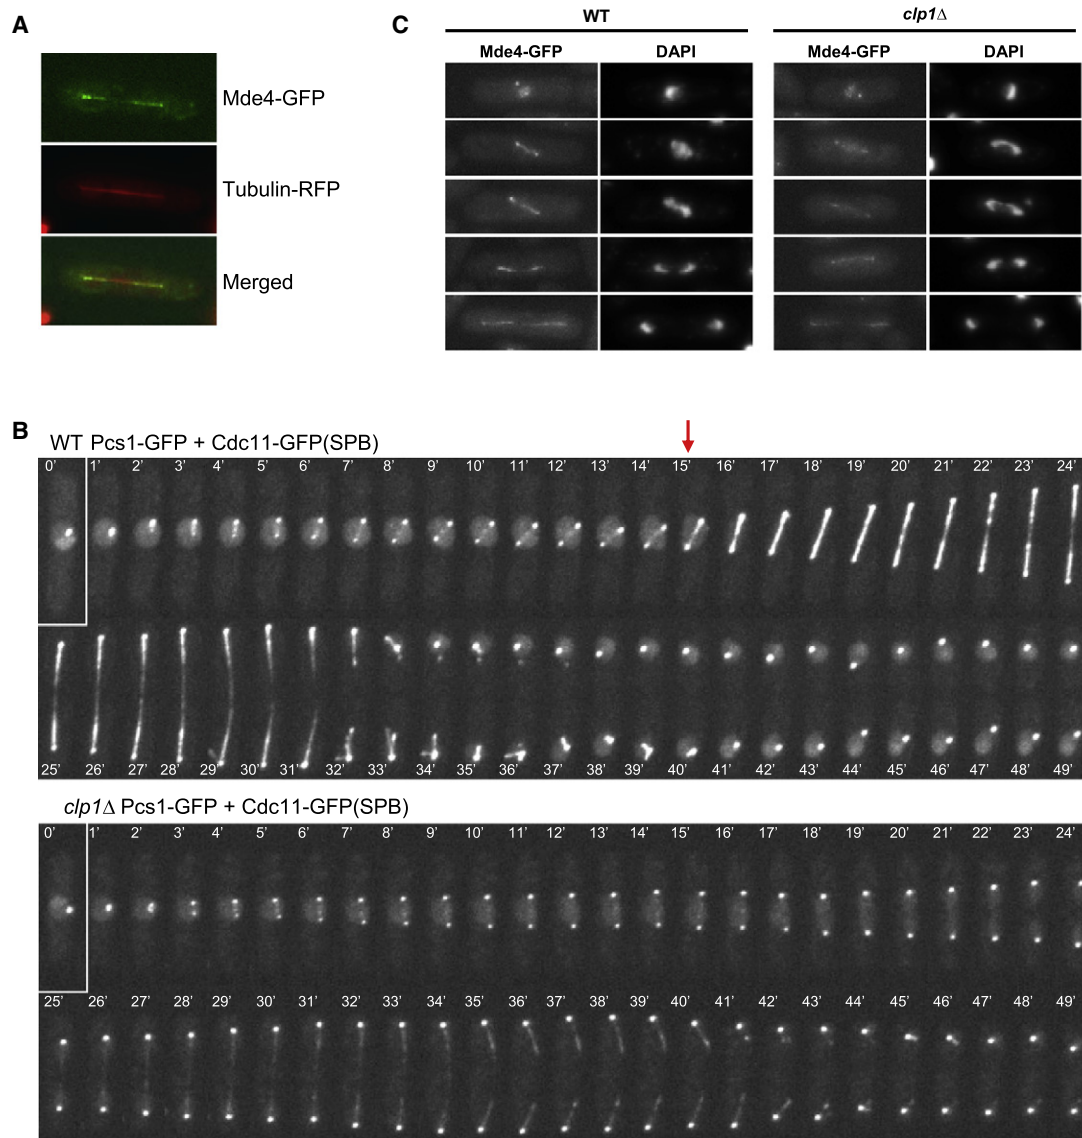 A
Mde4-GFP
Tubulin-RFP
Merged
C
WT
clp1Δ
Mde4-GFP DAPI Mde4-GFP DAPI
B
WT Pcs1-GFP + Cdc11-GFP(SPB)
0' 1' 2' 3' 4' 5' 6' 7' 8' 9' 10' 11' 12' 13' 14' 15' 16' 17' 18' 19' 20' 21' 22' 23' 24'
25' 26' 27' 28' 29' 30' 31' 32' 33' 34' 35' 36' 37' 38' 39' 40' 41' 42' 43' 44' 45' 46' 47' 48' 49'
clp1Δ Pcs1-GFP + Cdc11-GFP(SPB)
0' 1' 2' 3' 4' 5' 6' 7' 8' 9' 10' 11' 12' 13' 14' 15' 16' 17' 18' 19' 20' 21' 22' 23' 24'
25' 26' 27' 28' 29' 30' 31' 32' 33' 34' 35' 36' 37' 38' 39' 40' 41' 42' 43' 44' 45' 46' 47' 48' 49'